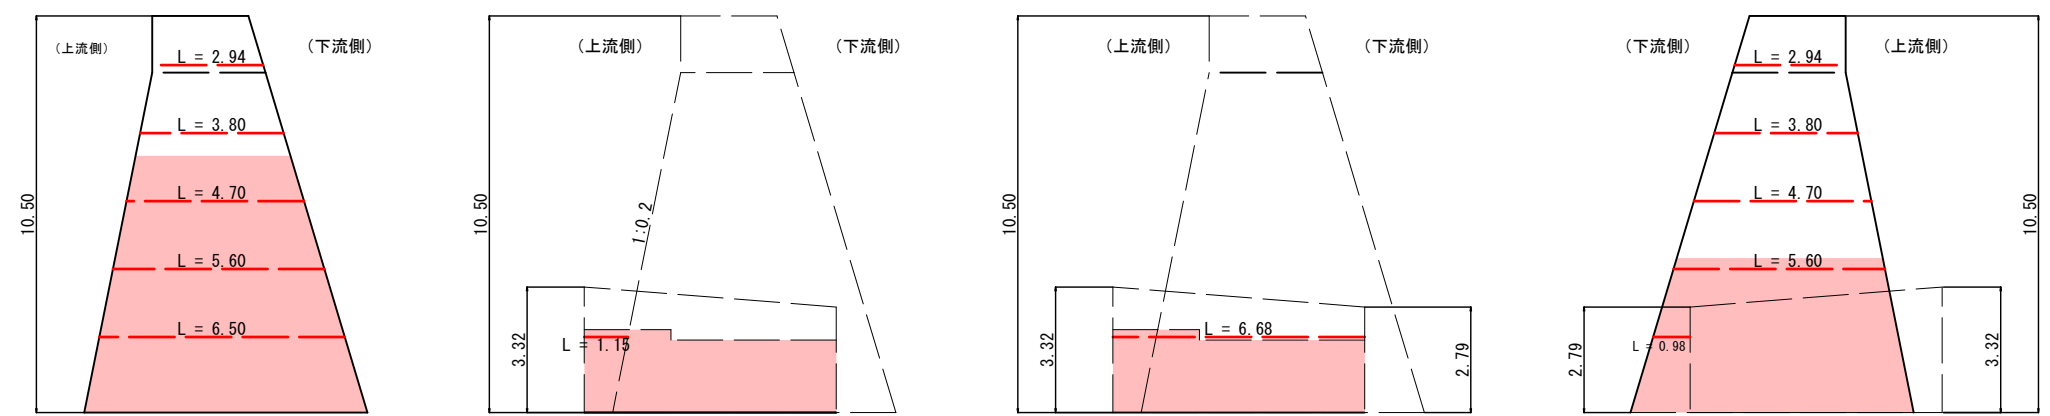 (上流側)
(下流側)
L = 2.94
L = 3.80
L = 4.70
L = 5.60
L = 6.50
10.50
(上流側)
(下流側)
10.50
1:0.2
3.32
L = 1.15
(上流側)
(下流側)
10.50
3.32
L = 6.68
2.79
(下流側)
(上流側)
L = 2.94
L = 3.80
L = 4.70
L = 5.60
L = 0.98
2.79
3.32
10.50